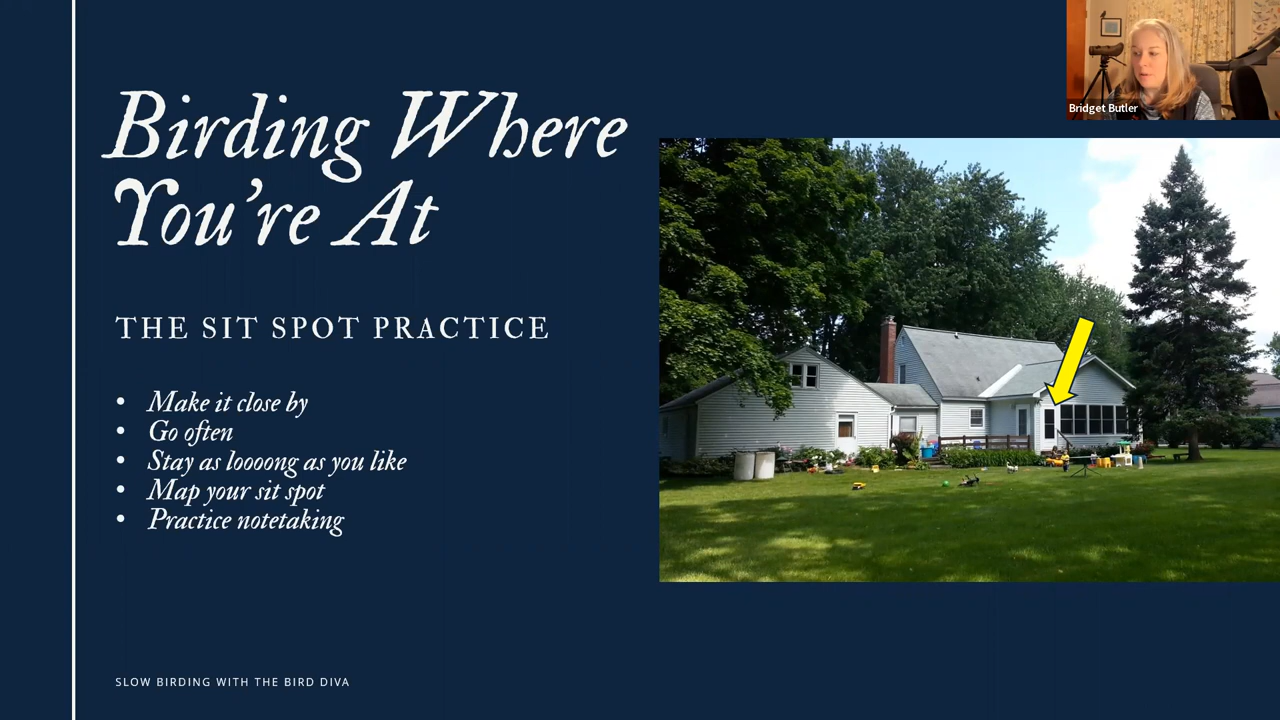 Birding Where
You're At
THE SIT SPOT PRACTICE
• Make it close by
• Go often
• Stay as loooong as you like
• Map your sit spot
• Practice notetaking
SLOW BIRDING WITH THE BIRD DIVA
Bridget Butler